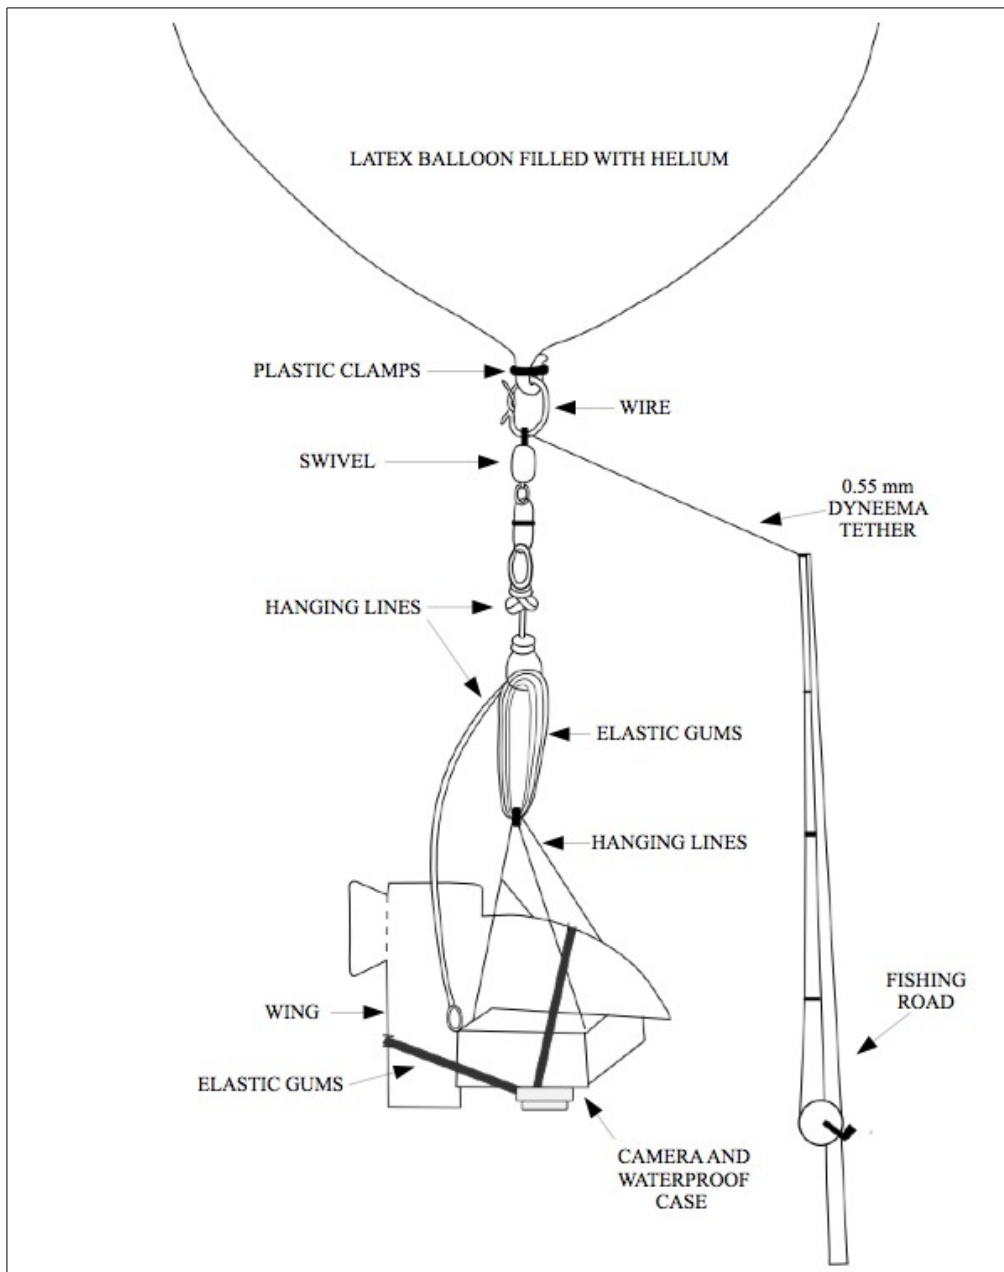 LATEX BALLOON FILLED WITH HELIUM
PLASTIC CLAMPS
WIRE
SWIVEL
0.55 mm
DYNEEMA
TETHER
HANGING LINES
ELASTIC GUMS
HANGING LINES
WING
FISHING
ROAD
ELASTIC GUMS
CAMERA AND
WATERPROOF
CASE